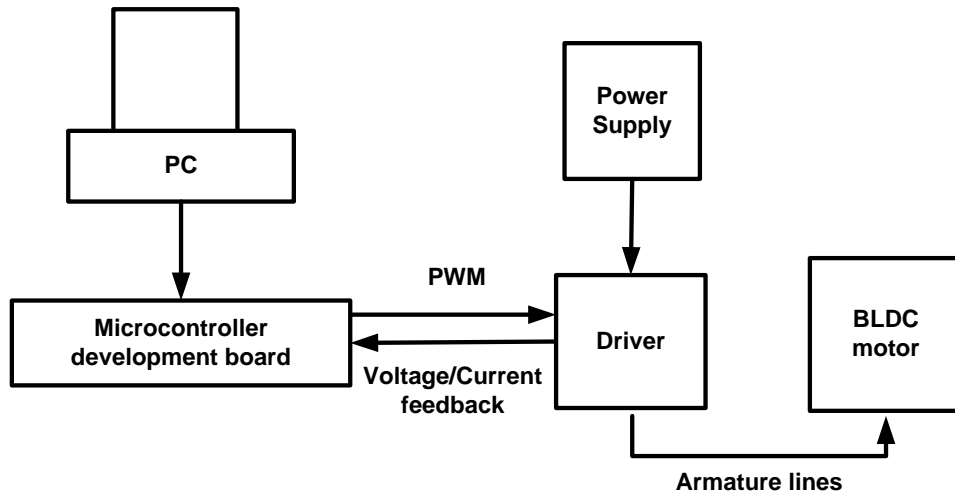 Power
Supply
PC
PWM
Microcontroller
development board
Driver
BLDC
motor
Voltage/Current
feedback
Armature lines